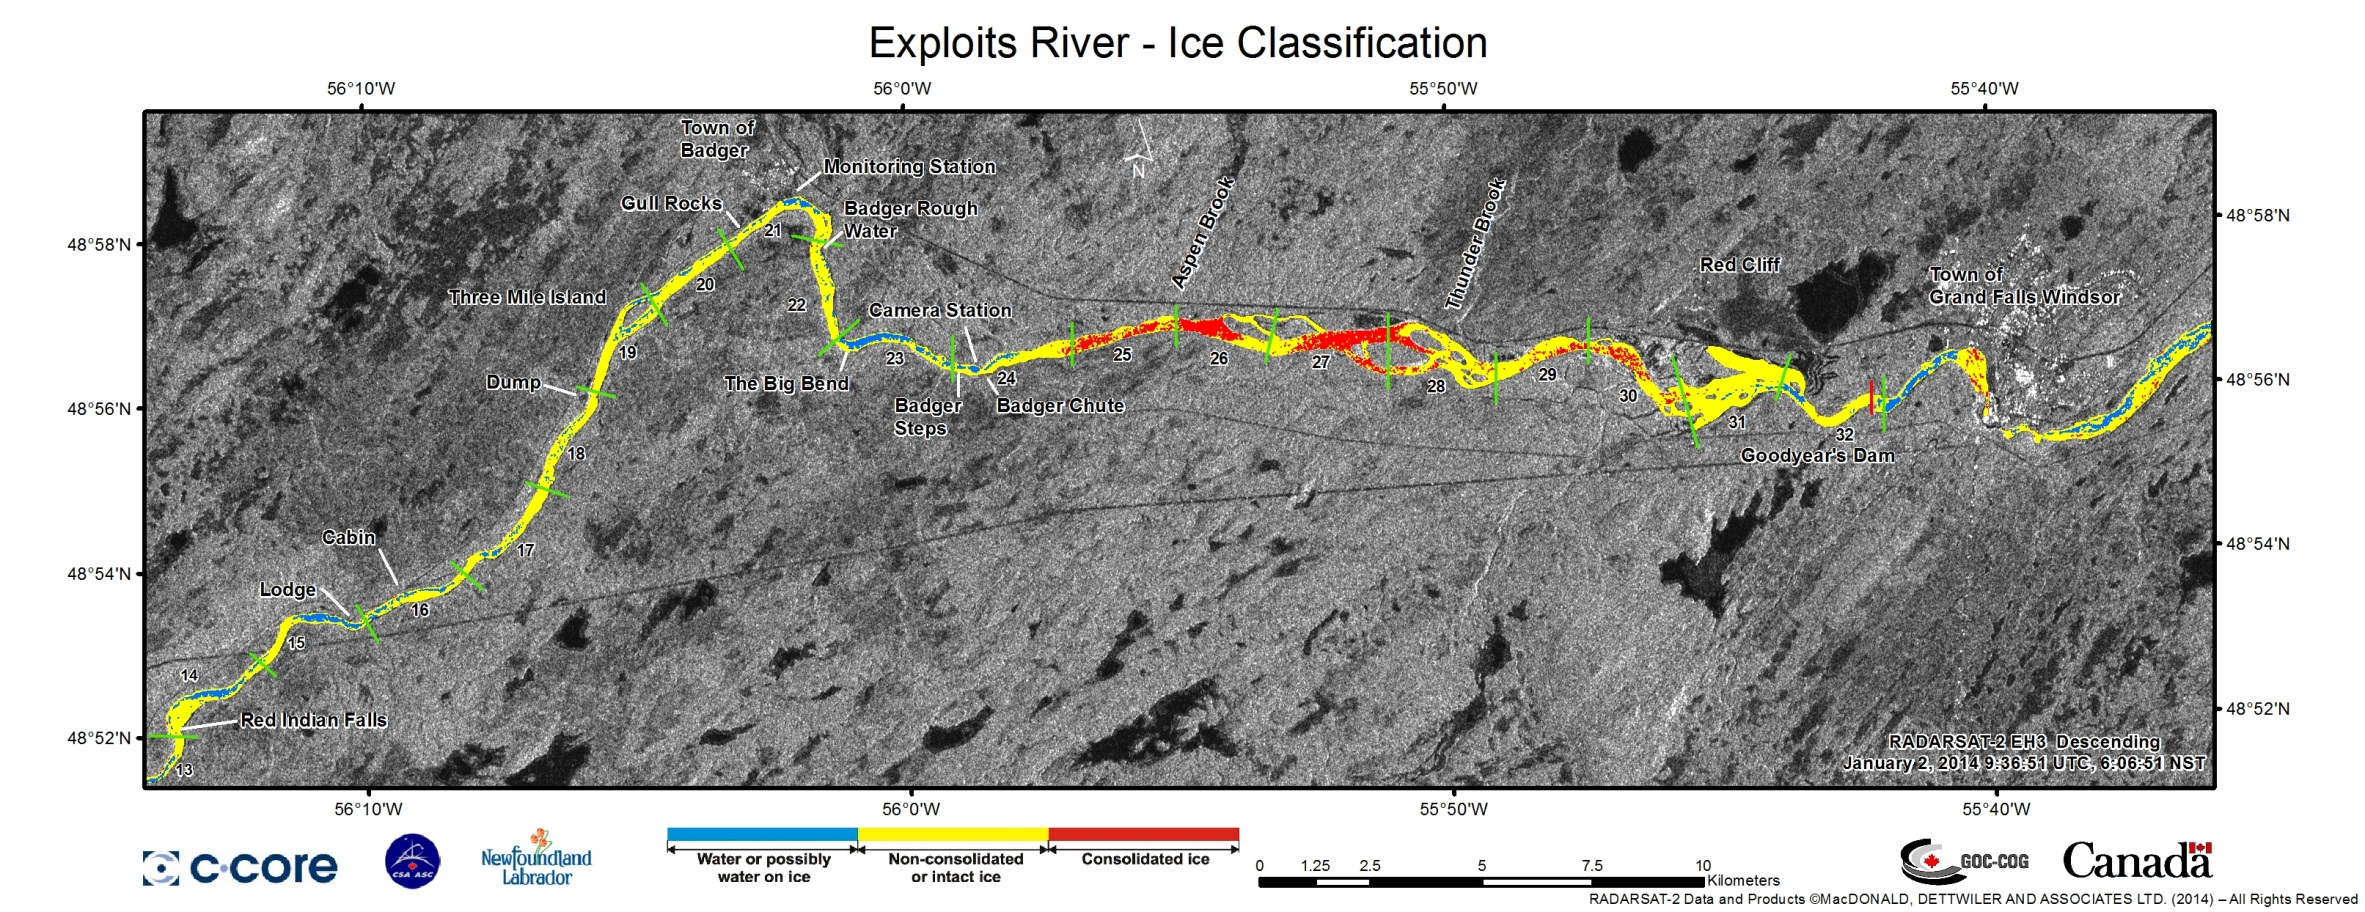 Exploits River - Ice Classification
56°10'W
56°0'W
55°50'W
55°40'W
Town of
Badger
Monitoring Station
Gull Rocks
Badger Rough
Water
N
Aspen Brook
Thunder Brook
48°58'N
48°58'N
21
Red Cliff
Town of
Grand Falls Windsor
20
Three Mile Island
22
Camera Station
19
23
25
26
27
28
29
30
31
32
24
Dump
The Big Bend
Badger
Steps
Badger Chute
48°56'N
48°56'N
Goodyear's Dam
18
17
Cabin
48°54'N
48°54'N
Lodge
16
15
14
Red Indian Falls
48°52'N
48°52'N
13
RADARSAT-2 EH3 Descending
January 2, 2014 9:36:51 UTC, 6:06:51 NST
56°10'W
56°0'W
55°50'W
55°40'W
c·core
CSA ASC
Newfoundland
Labrador
Water or possibly
water on ice
Non-consolidated
or intact ice
Consolidated ice
0 1.25 2.5 5 7.5 10
Kilometers
GOC-COG
Canada
RADARSAT-2 Data and Products ©MacDONALD, DETTWILER AND ASSOCIATES LTD. (2014) – All Rights Reserved